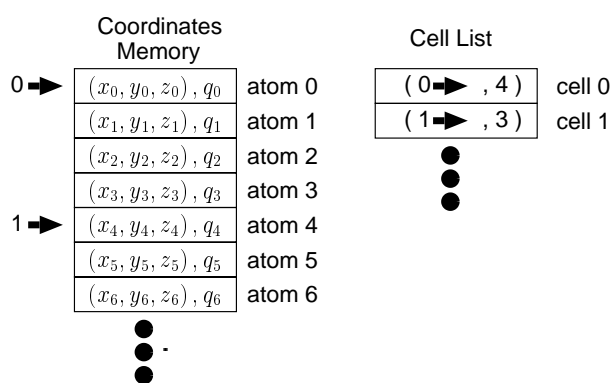 Coordinates
Memory
Cell List
0 (x₀, y₀, z₀) , q₀ atom 0
(x₁, y₁, z₁) , q₁ atom 1
(x₂, y₂, z₂) , q₂ atom 2
(x₃, y₃, z₃) , q₃ atom 3
1 (x₄, y₄, z₄) , q₄ atom 4
(x₅, y₅, z₅) , q₅ atom 5
(x₆, y₆, z₆) , q₆ atom 6
( 0➡ , 4 ) cell 0
( 1➡ , 3 ) cell 1